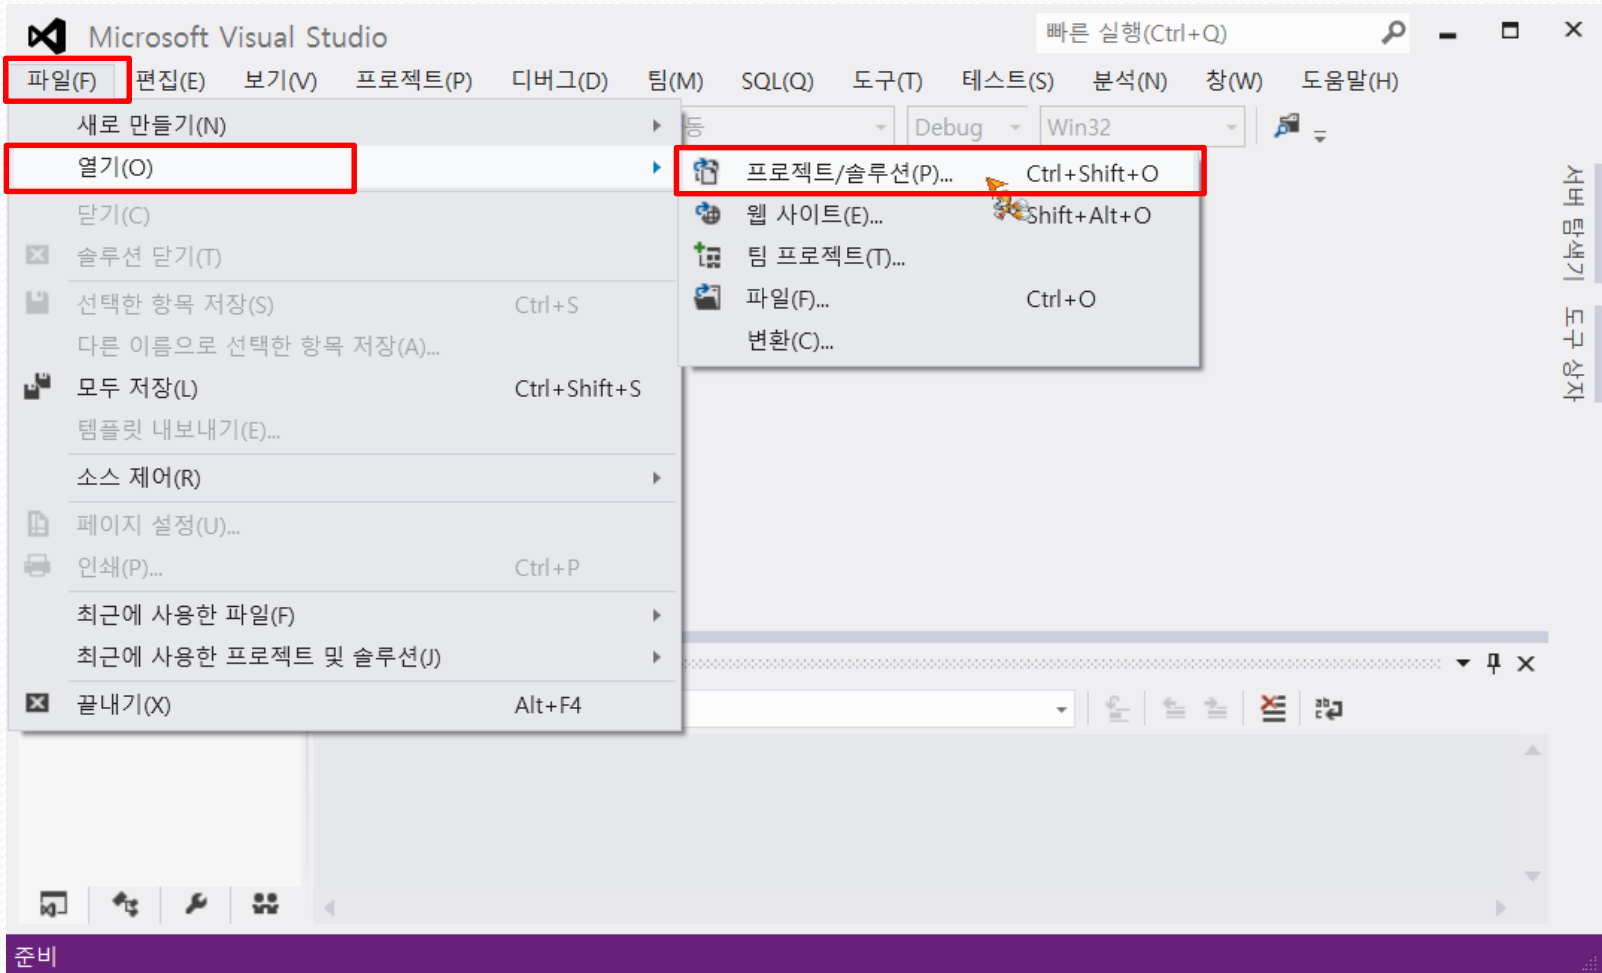 Microsoft Visual Studio
빠른 실행(Ctrl+Q)
파일(F) 편집(E) 보기(V) 프로젝트(P) 디버그(D) 팀(M) SQL(Q) 도구(T) 테스트(S) 분석(N) 창(W) 도움말(H)
동 Debug Win32
새로 만들기(N)
열기(O)
닫기(C)
솔루션 닫기(T)
선택한 항목 저장(S) Ctrl+S
다른 이름으로 선택한 항목 저장(A)...
모두 저장(L) Ctrl+Shift+S
템플릿 내보내기(E)...
소스 제어(R)
페이지 설정(U)...
인쇄(P)... Ctrl+P
최근에 사용한 파일(F)
최근에 사용한 프로젝트 및 솔루션(J)
끝내기(X) Alt+F4
프로젝트/솔루션(P)... Ctrl+Shift+O
웹 사이트(E)... Shift+Alt+O
팀 프로젝트(T)...
파일(F)... Ctrl+O
변환(C)...
서버 탐색기
도구 상자
준비